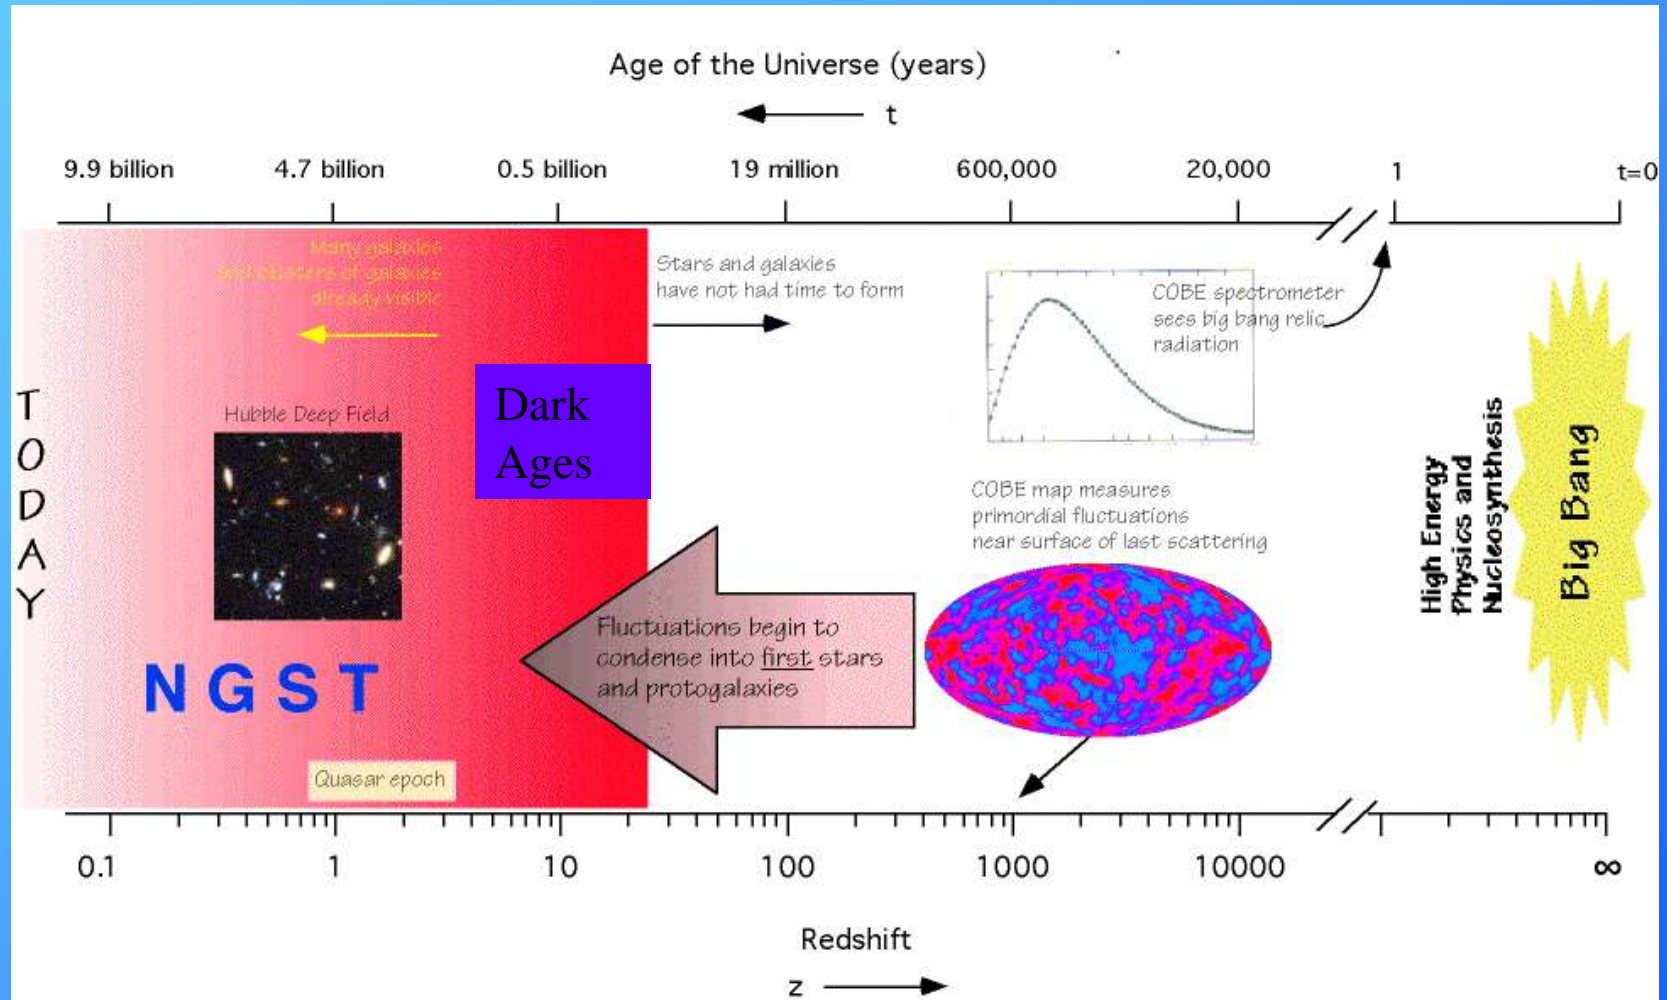 Age of the Universe (years)
t
9.9 billion 4.7 billion 0.5 billion 19 million 600,000 20,000 1 t=0
Many galaxies
and clusters of galaxies
already visible
Stars and galaxies
have not had time to form
COBE spectrometer
sees big bang relic
radiation
TODAY
Hubble Deep Field
Dark
Ages
COBE map measures
primordial fluctuations
near surface of last scattering
High Energy
Physics and
Nucleosynthesis
Big Bang
Fluctuations begin to
condense into first stars
and protogalaxies
NGST
Quasar epoch
0.1 1 10 100 1000 10000 ∞
Redshift
z